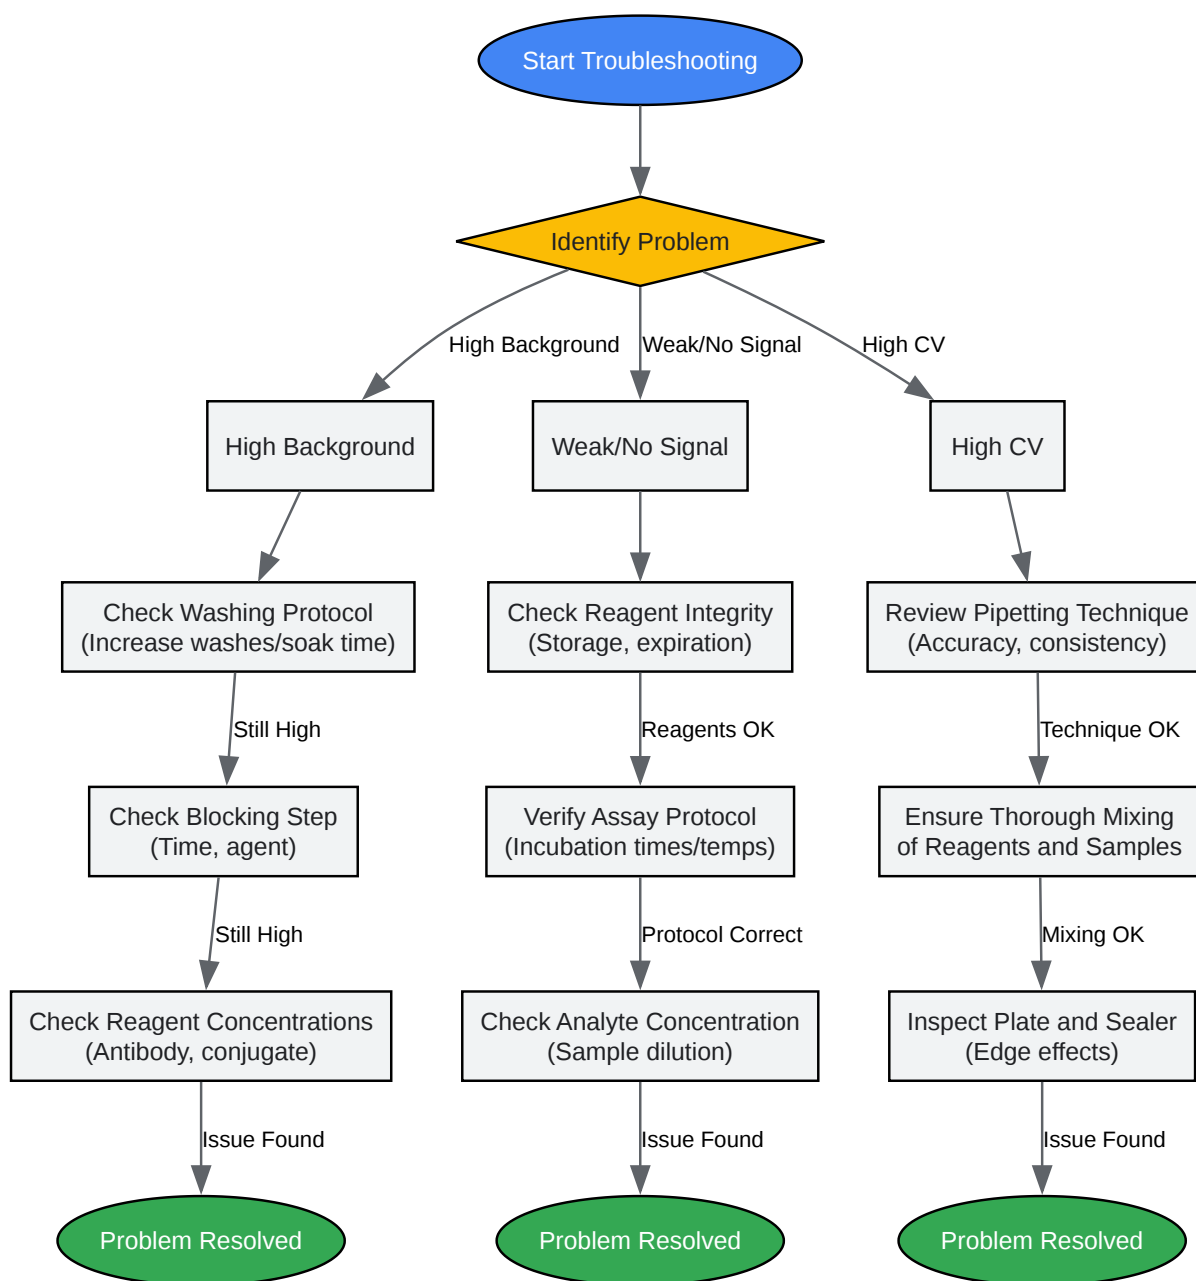 Start Troubleshooting
Identify Problem
High Background
Weak/No Signal
High CV
High Background
Weak/No Signal
High CV
Check Washing Protocol
(Increase washes/soak time)
Check Reagent Integrity
(Storage, expiration)
Review Pipetting Technique
(Accuracy, consistency)
Still High
Reagents OK
Technique OK
Check Blocking Step
(Time, agent)
Verify Assay Protocol
(Incubation times/temps)
Ensure Thorough Mixing
of Reagents and Samples
Still High
Protocol Correct
Mixing OK
Check Reagent Concentrations
(Antibody, conjugate)
Check Analyte Concentration
(Sample dilution)
Inspect Plate and Sealer
(Edge effects)
Issue Found
Issue Found
Issue Found
Problem Resolved
Problem Resolved
Problem Resolved